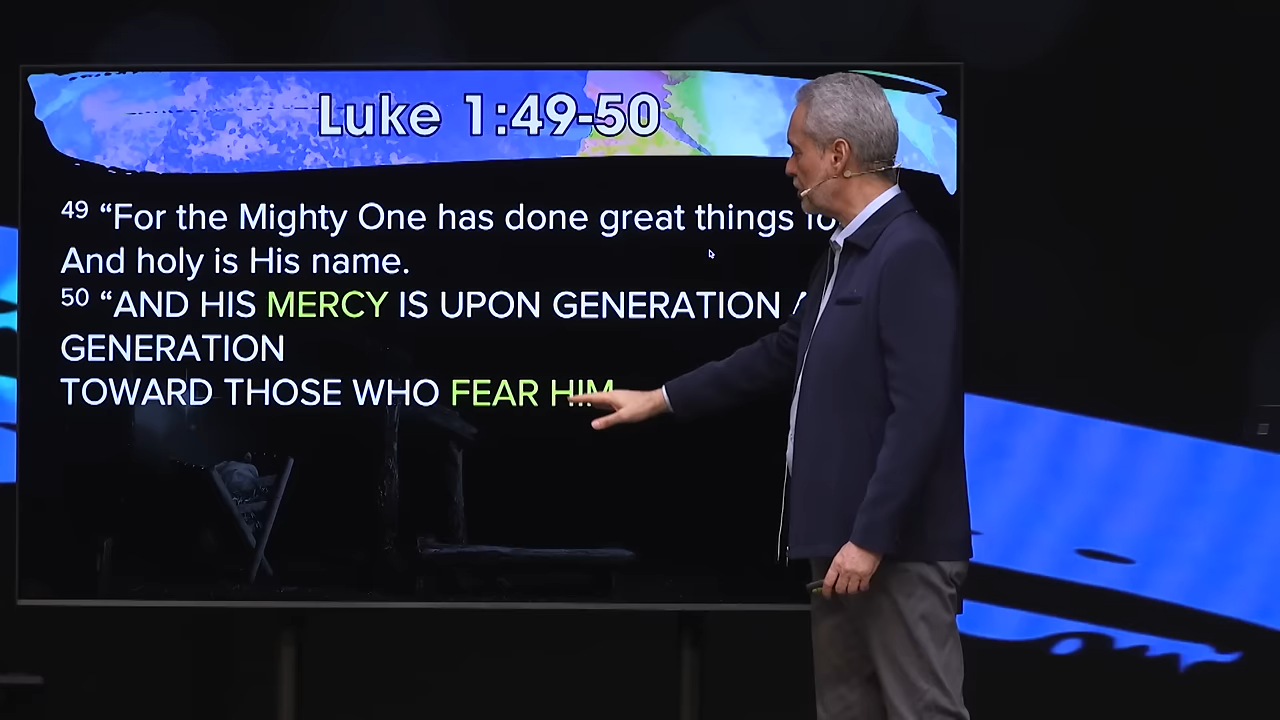 Luke 1:49-50
49 “For the Mighty One has done great things
And holy is His name.
50 “AND HIS MERCY IS UPON GENERATION
GENERATION
TOWARD THOSE WHO FEAR HIM